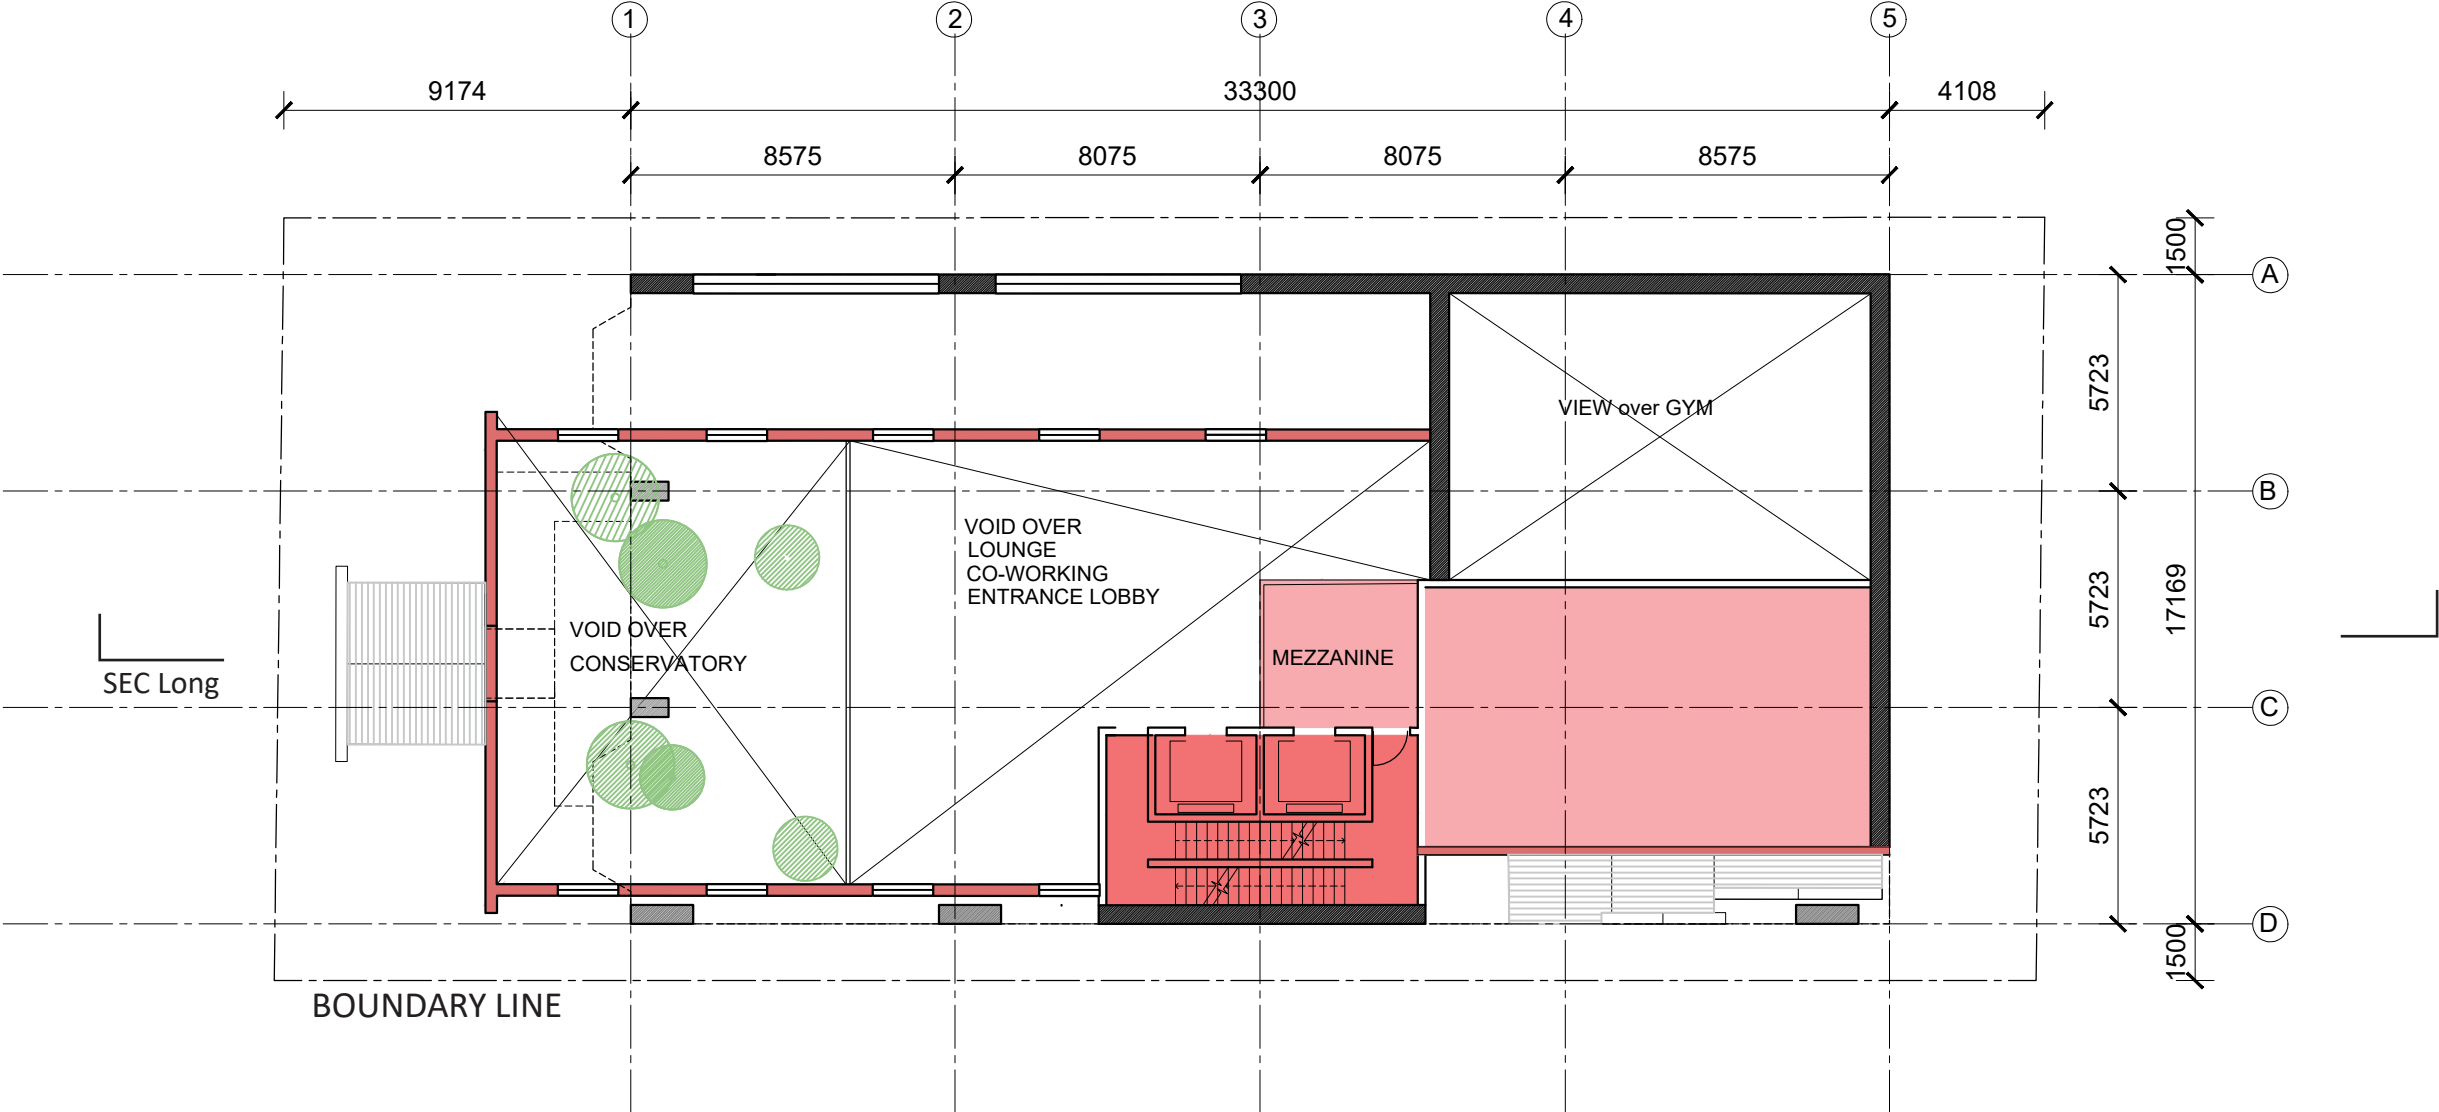 1 2 3 4 5
9174 33300 4108
8575 8075 8075 8575
1500
A
5723
VIEW over GYM
B
VOID OVER
LOUNGE
CO-WORKING
ENTRANCE LOBBY
5723
17169
VOID OVER
CONSERVATORY
MEZZANINE
SEC Long
C
5723
D
1500
BOUNDARY LINE